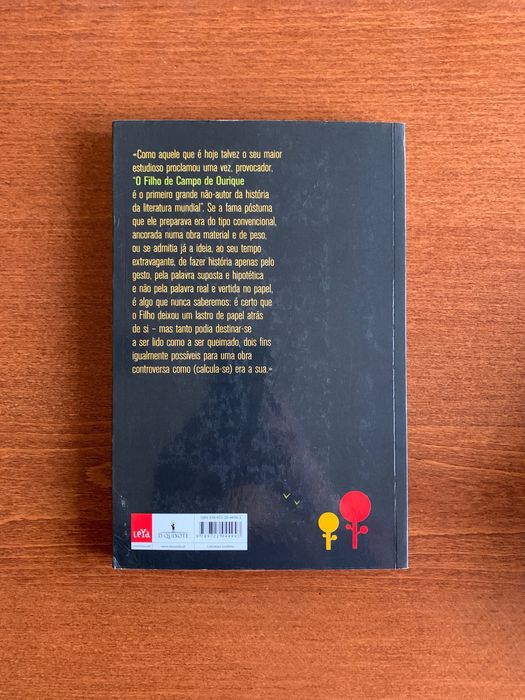 «Como aquele que é hoje talvez o seu maior
estudioso proclamou uma vez, provocador,
"O Filho de Campo de Ourique
é o primeiro grande não-autor da história
da literatura mundial". Se a fama póstuma
que ele preparava era do tipo convencional,
ancorada numa obra material e de peso,
ou se admitia já a ideia, ao seu tempo
extravagante, de fazer história apenas pelo
gesto, pela palavra suposta e hipotética
e não pela palavra real e vertida no papel,
é algo que nunca saberemos: é certo que
o Filho deixou um lastro de papel atrás
de si – mas tanto podia destinar-se
a ser lido como a ser queimado, dois fins
igualmente possíveis para uma obra
controversa como (calcula-se) era a sua.»
LEYA
D.QUIXOTE
ISBN